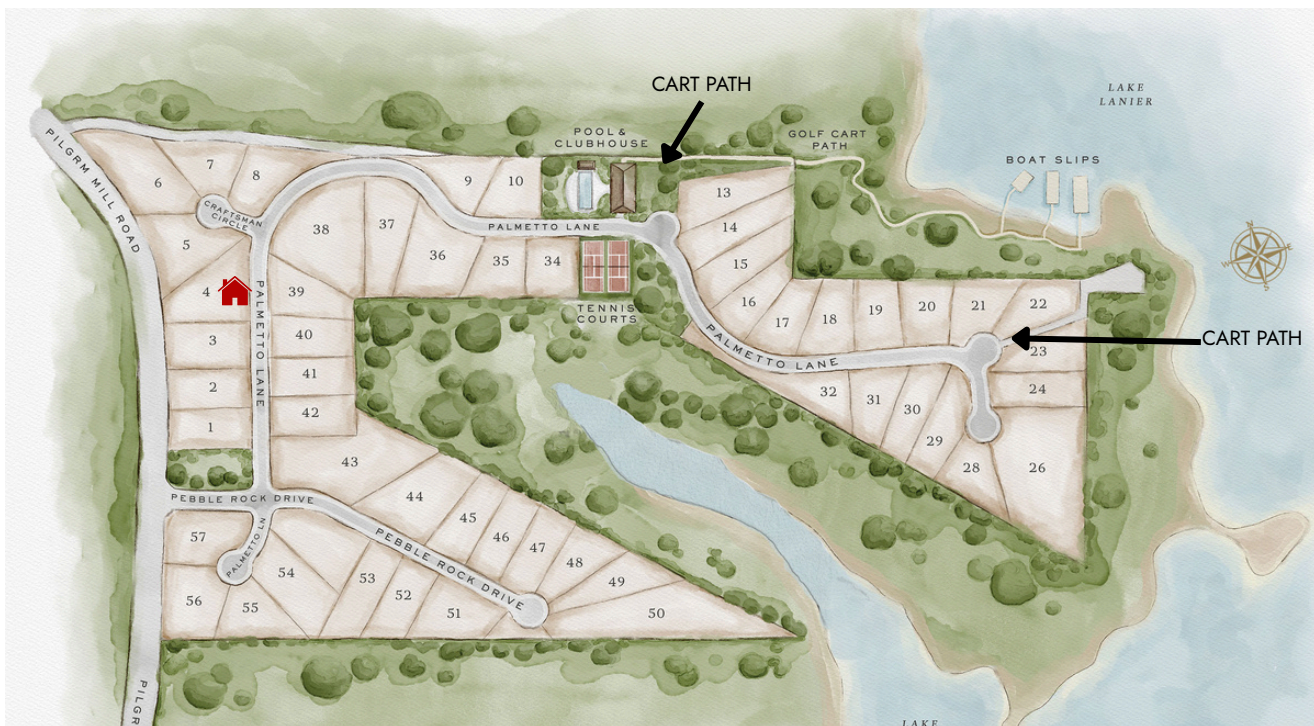 CART PATH
LAKE
LANIER
POOL &
CLUBHOUSE
GOLF CART
PATH
BOAT SLIPS
PILGRM MILL ROAD
7
8
6
9
10
13
CRAFTSMAN
CIRCLE
38
37
PALMETTO LANE
14
5
36
35
34
15
4
PALMETTO LANE
39
TENNIS
COURTS
16
17
18
19
20
21
22
3
40
PALMETTO LANE
CART PATH
23
2
41
24
1
42
32
31
30
29
28
26
43
44
PEBBLE ROCK DRIVE
45
46
47
48
49
50
57
PALMETTO LN
54
PEBBLE ROCK DRIVE
53
52
51
56
55
PILGR
LAKE